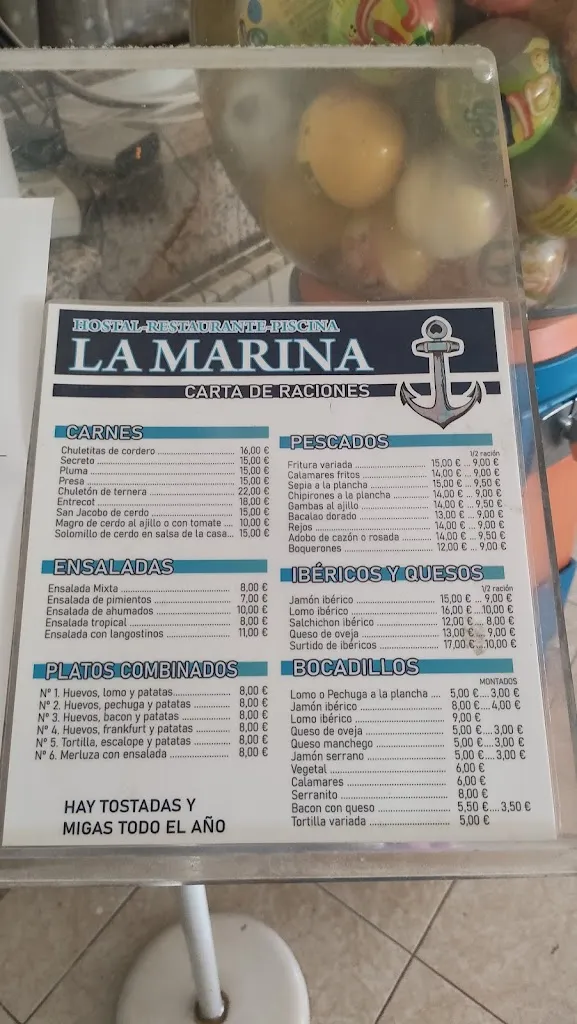 HOSTAL-RESTAURANTE-PISCINA
LA MARINA
CARTA DE RACIONES
CARNES
Chuletitas de cordero 16,00 €
Secreto 15,00 €
Pluma 15,00 €
Presa 15,00 €
Chuletón de ternera 22,00 €
Entrecot 18,00 €
San Jacobo de cerdo 15,00 €
Magro de cerdo al ajillo o con tomate .... 10,00 €
Solomillo de cerdo en salsa de la casa... 15,00 €
ENSALADAS
Ensalada Mixta 8,00 €
Ensalada de pimientos 7,00 €
Ensalada de ahumados 10,00 €
Ensalada tropical 8,00 €
Ensalada con langostinos 11,00 €
PLATOS COMBINADOS
Nº 1. Huevos, lomo y patatas 8,00 €
Nº 2. Huevos, pechuga y patatas 8,00 €
Nº 3. Huevos, bacon y patatas 8,00 €
Nº 4. Huevos, frankfurt y patatas 8,00 €
Nº 5. Tortilla, escalope y patatas 8,00 €
Nº 6. Merluza con ensalada 8,00 €
HAY TOSTADAS Y
MIGAS TODO EL AÑO
PESCADOS
1/2 ración
Fritura variada 15,00 € ... 9,00 €
Calamares fritos 14,00 € ... 9,00 €
Sepia a la plancha 15,00 € ... 9,50 €
Chipirones a la plancha 14,00 € ... 9,00 €
Gambas al ajillo 14,00 € ... 9,50 €
Bacalao dorado 13,00 € ... 9,00 €
Rejos 14,00 € ... 9,00 €
Adobo de cazón o rosada 14,00 € ... 9,50 €
Boquerones 12,00 € ... 9,00 €
IBÉRICOS Y QUESOS
1/2 ración
Jamón ibérico 15,00 € ... 9,00 €
Lomo ibérico 16,00 € ...10,00 €
Salchichon ibérico 12,00 € ... 8,00 €
Queso de oveja 13,00 € ... 9,00 €
Surtido de ibéricos 17,00 €...10,00 €
BOCADILLOS
MONTADOS
Lomo o Pechuga a la plancha .... 5,00 €.... 3,00 €
Jamón ibérico 8,00 €.... 4,00 €
Lomo ibérico 9,00 €
Queso de oveja 5,00 €....3,00 €
Queso manchego 5,00 €....3,00 €
Jamón serrano 5,00 €....3,00 €
Vegetal 6,00 €
Calamares 6,00 €
Serranito 8,00 €
Bacon con queso 5,50 €....3,50 €
Tortilla variada 5,00 €